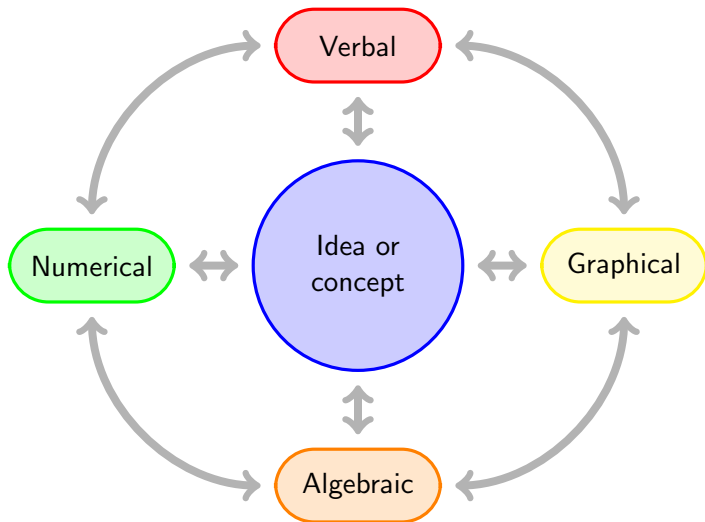 Verbal
Numerical
Idea or
concept
Graphical
Algebraic